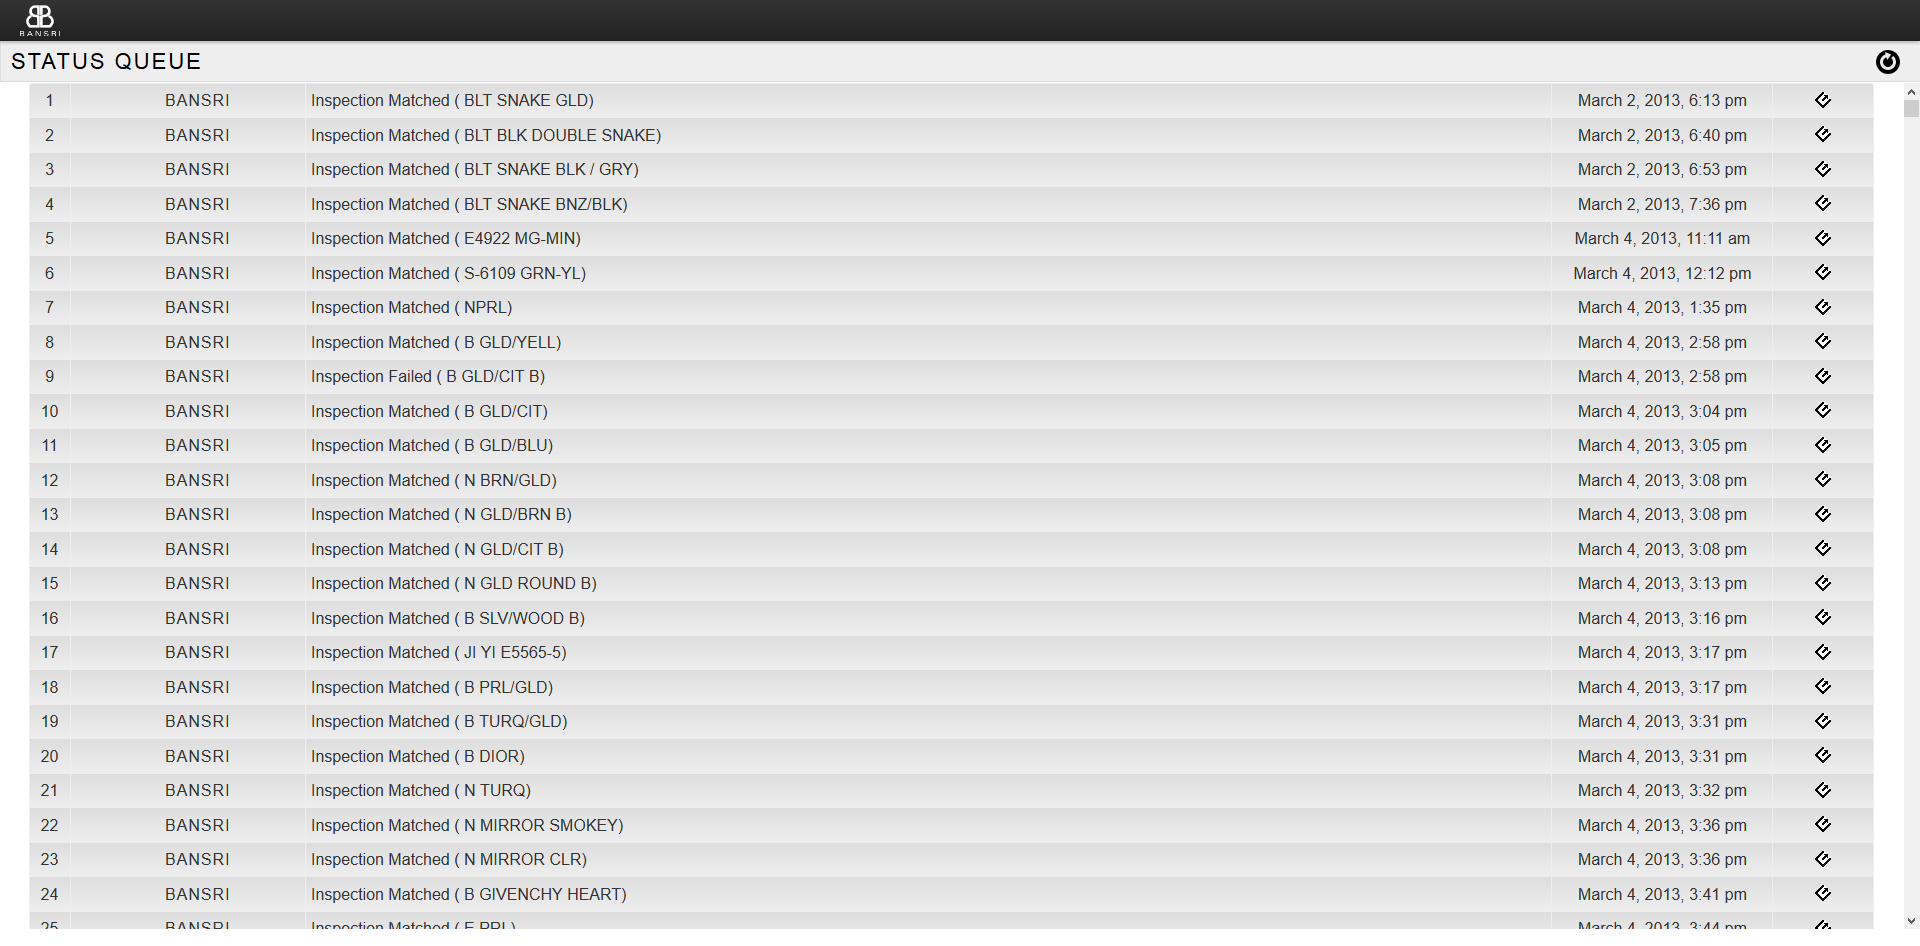 BANSRI
STATUS QUEUE
1 BANSRI Inspection Matched ( BLT SNAKE GLD) March 2, 2013, 6:13 pm
2 BANSRI Inspection Matched ( BLT BLK DOUBLE SNAKE) March 2, 2013, 6:40 pm
3 BANSRI Inspection Matched ( BLT SNAKE BLK / GRY) March 2, 2013, 6:53 pm
4 BANSRI Inspection Matched ( BLT SNAKE BNZ/BLK) March 2, 2013, 7:36 pm
5 BANSRI Inspection Matched ( E4922 MG-MIN) March 4, 2013, 11:11 am
6 BANSRI Inspection Matched ( S-6109 GRN-YL) March 4, 2013, 12:12 pm
7 BANSRI Inspection Matched ( NPRL) March 4, 2013, 1:35 pm
8 BANSRI Inspection Matched ( B GLD/YELL) March 4, 2013, 2:58 pm
9 BANSRI Inspection Failed ( B GLD/CIT B) March 4, 2013, 2:58 pm
10 BANSRI Inspection Matched ( B GLD/CIT) March 4, 2013, 3:04 pm
11 BANSRI Inspection Matched ( B GLD/BLU) March 4, 2013, 3:05 pm
12 BANSRI Inspection Matched ( N BRN/GLD) March 4, 2013, 3:08 pm
13 BANSRI Inspection Matched ( N GLD/BRN B) March 4, 2013, 3:08 pm
14 BANSRI Inspection Matched ( N GLD/CIT B) March 4, 2013, 3:08 pm
15 BANSRI Inspection Matched ( N GLD ROUND B) March 4, 2013, 3:13 pm
16 BANSRI Inspection Matched ( B SLV/WOOD B) March 4, 2013, 3:16 pm
17 BANSRI Inspection Matched ( JI YI E5565-5) March 4, 2013, 3:17 pm
18 BANSRI Inspection Matched ( B PRL/GLD) March 4, 2013, 3:17 pm
19 BANSRI Inspection Matched ( B TURQ/GLD) March 4, 2013, 3:31 pm
20 BANSRI Inspection Matched ( B DIOR) March 4, 2013, 3:31 pm
21 BANSRI Inspection Matched ( N TURQ) March 4, 2013, 3:32 pm
22 BANSRI Inspection Matched ( N MIRROR SMOKEY) March 4, 2013, 3:36 pm
23 BANSRI Inspection Matched ( N MIRROR CLR) March 4, 2013, 3:36 pm
24 BANSRI Inspection Matched ( B GIVENCHY HEART) March 4, 2013, 3:41 pm
25 BANSRI Inspection Matched ( PRL) March 4, 2013, 3:44 pm